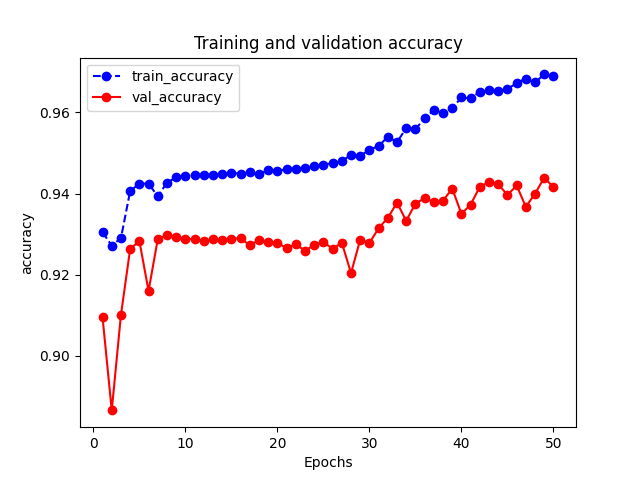 Training and validation accuracy
train_accuracy
val_accuracy
accuracy
0.96
0.94
0.92
0.90
0 10 20 30 40 50
Epochs